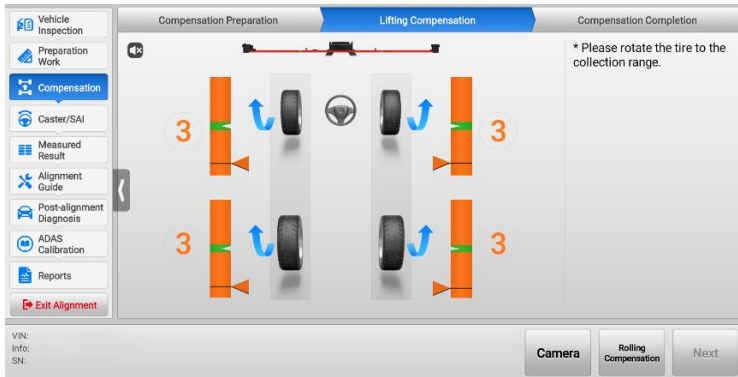 Vehicle
Inspection
Preparation
Work
Compensation
Caster/SAI
Measured
Result
Alignment
Guide
Post-alignment
Diagnosis
ADAS
Calibration
Reports
Exit Alignment
Compensation Preparation
Lifting Compensation
Compensation Completion
* Please rotate the tire to the
collection range.
3
3
3
3
VIN:
Info:
SN:
Camera
Rolling
Compensation
Next